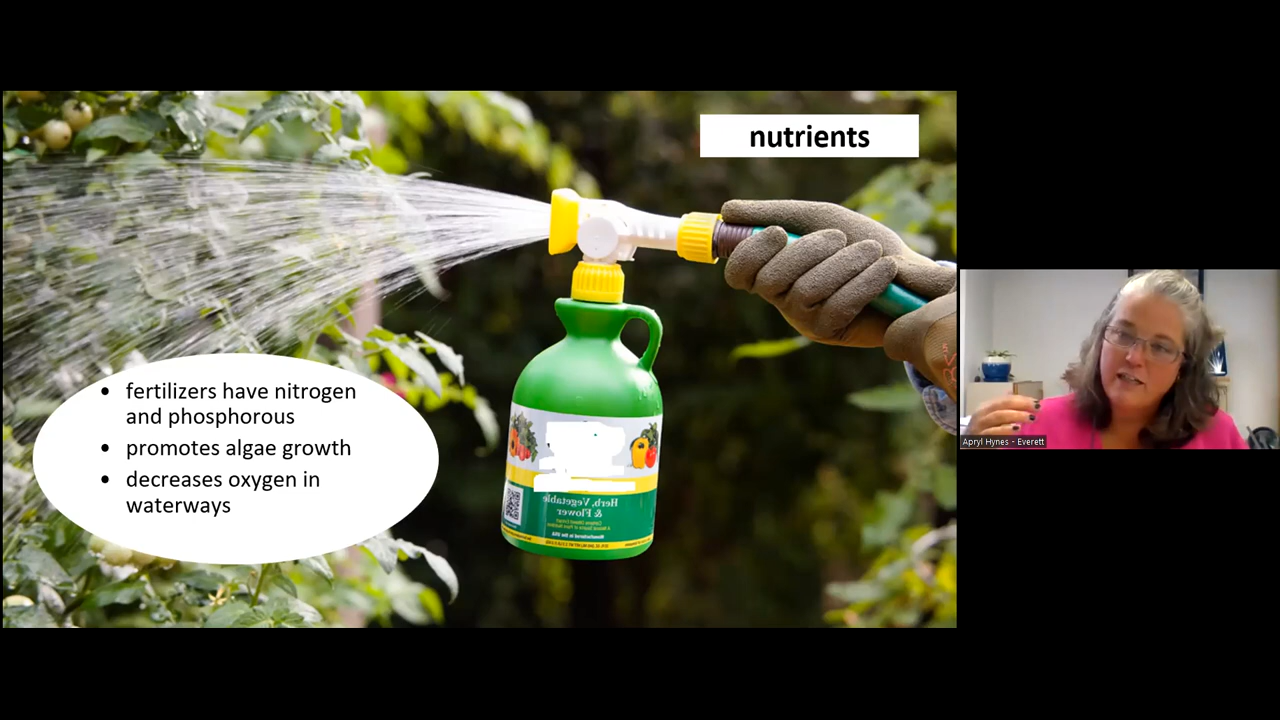 nutrients
• fertilizers have nitrogen
and phosphorous
• promotes algae growth
• decreases oxygen in
waterways
Herb, Vegetable
& Flower
Apryl Hynes - Everett